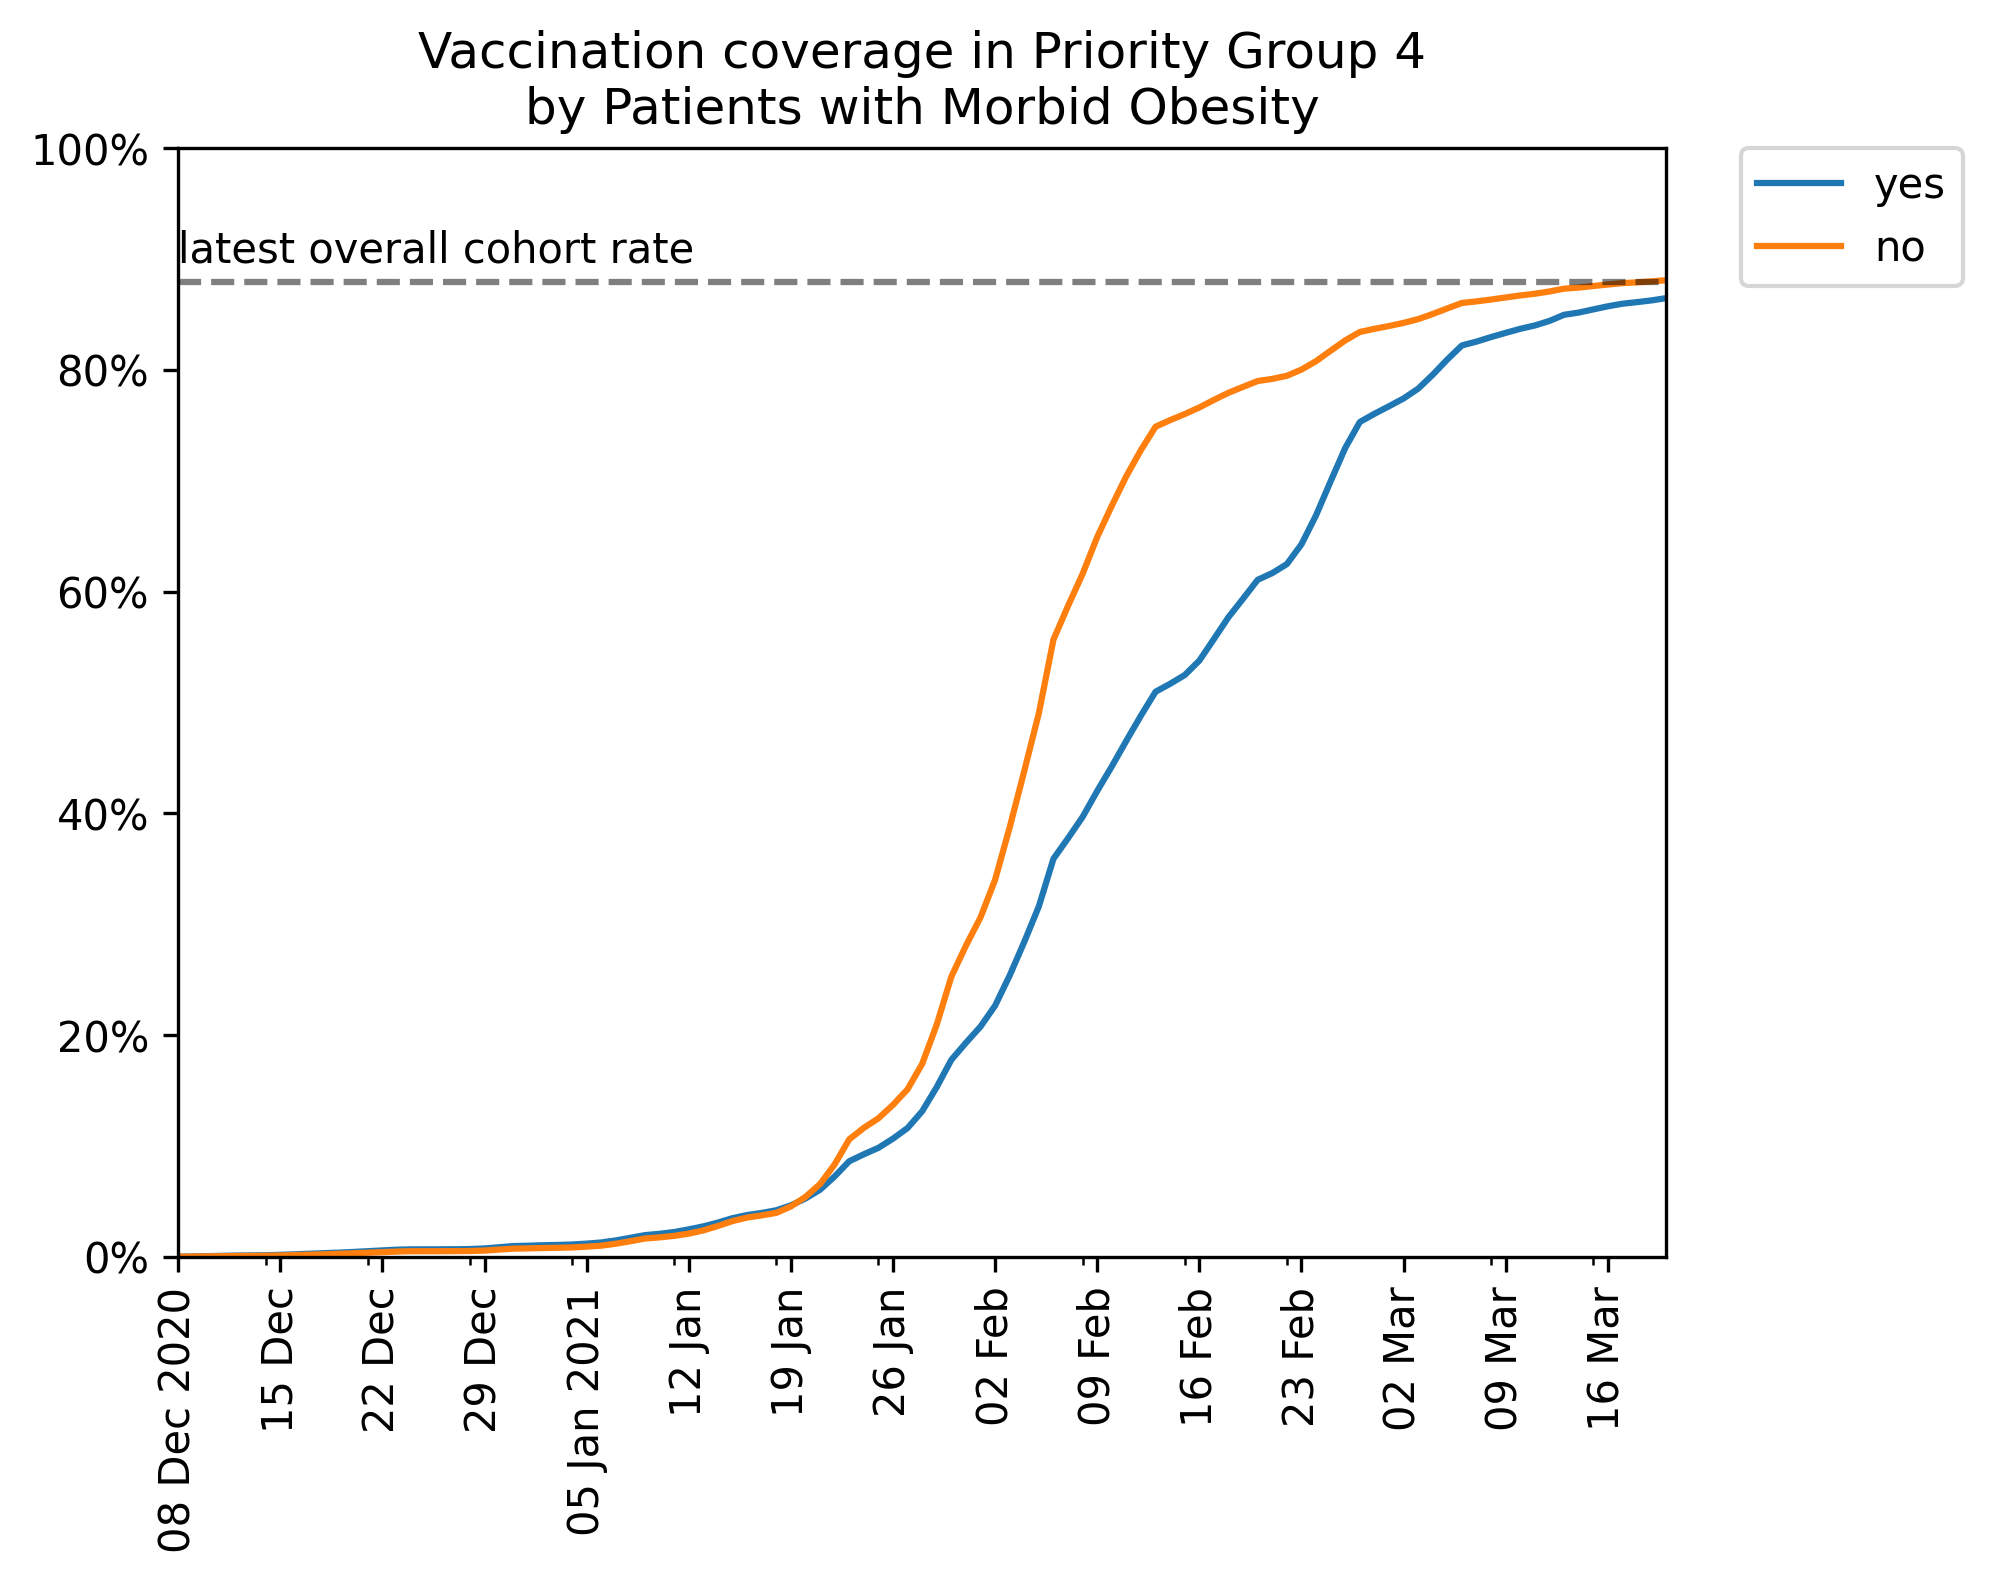 Vaccination coverage in Priority Group 4
by Patients with Morbid Obesity
100%
80%
60%
40%
20%
0%
latest overall cohort rate
yes
no
08 Dec 2020
15 Dec
22 Dec
29 Dec
05 Jan 2021
12 Jan
19 Jan
26 Jan
02 Feb
09 Feb
16 Feb
23 Feb
02 Mar
09 Mar
16 Mar